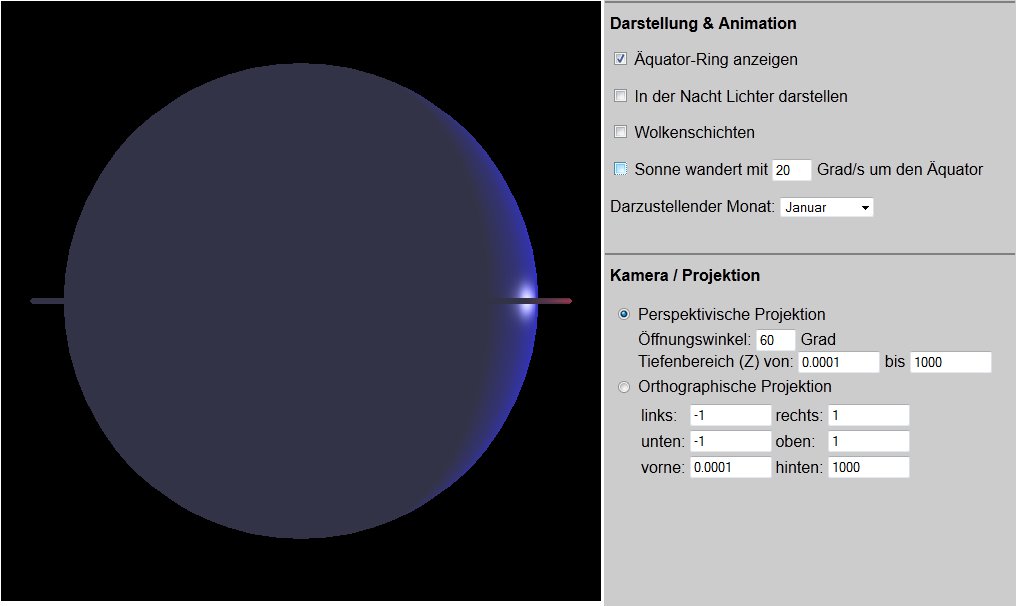 Darstellung & Animation
Äquator-Ring anzeigen
In der Nacht Lichter darstellen
Wolkenschichten
Sonne wandert mit 20 Grad/s um den Äquator
Darzustellender Monat: Januar
Kamera / Projektion
Perspektivische Projektion
Öffnungswinkel: 60 Grad
Tiefenbereich (Z) von: 0.0001 bis 1000
Orthographische Projektion
links: -1 rechts: 1
unten: -1 oben: 1
vorne: 0.0001 hinten: 1000